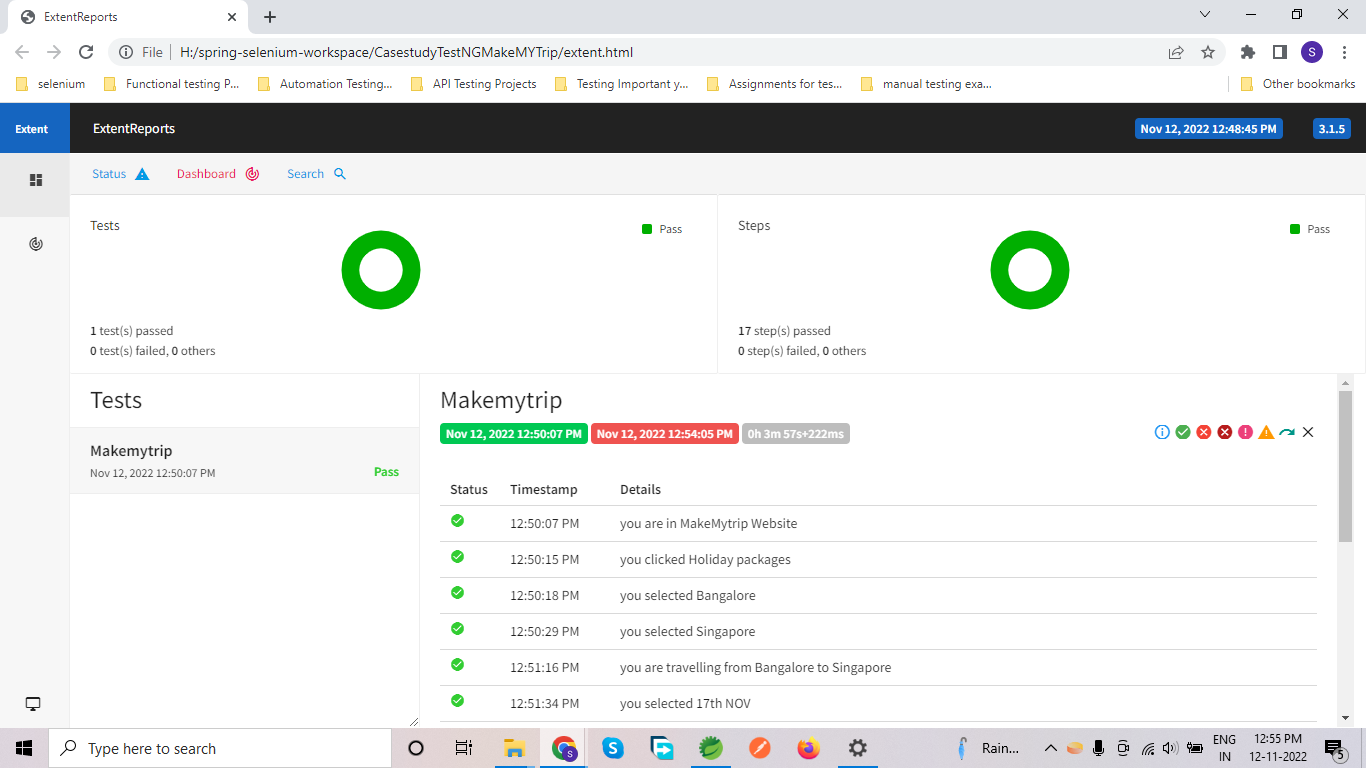 ExtentReports
File H:/spring-selenium-workspace/CasestudyTestNGMakeMYTrip/extent.html
S
selenium Functional testing P... Automation Testing... API Testing Projects Testing Important y... Assignments for tes... manual testing exa... Other bookmarks
Extent ExtentReports Nov 12, 2022 12:48:45 PM 3.1.5
Status Dashboard Search
Tests
Pass
1 test(s) passed
0 test(s) failed, 0 others
Steps
Pass
17 step(s) passed
0 step(s) failed, 0 others
Tests
Makemytrip
Nov 12, 2022 12:50:07 PM Pass
Makemytrip
Nov 12, 2022 12:50:07 PM Nov 12, 2022 12:54:05 PM 0h 3m 57s+222ms
Status Timestamp Details
12:50:07 PM you are in MakeMytrip Website
12:50:15 PM you clicked Holiday packages
12:50:18 PM you selected Bangalore
12:50:29 PM you selected Singapore
12:51:16 PM you are travelling from Bangalore to Singapore
12:51:34 PM you selected 17th NOV
Type here to search
S
Rain...
ENG
IN
12:55 PM
12-11-2022
5